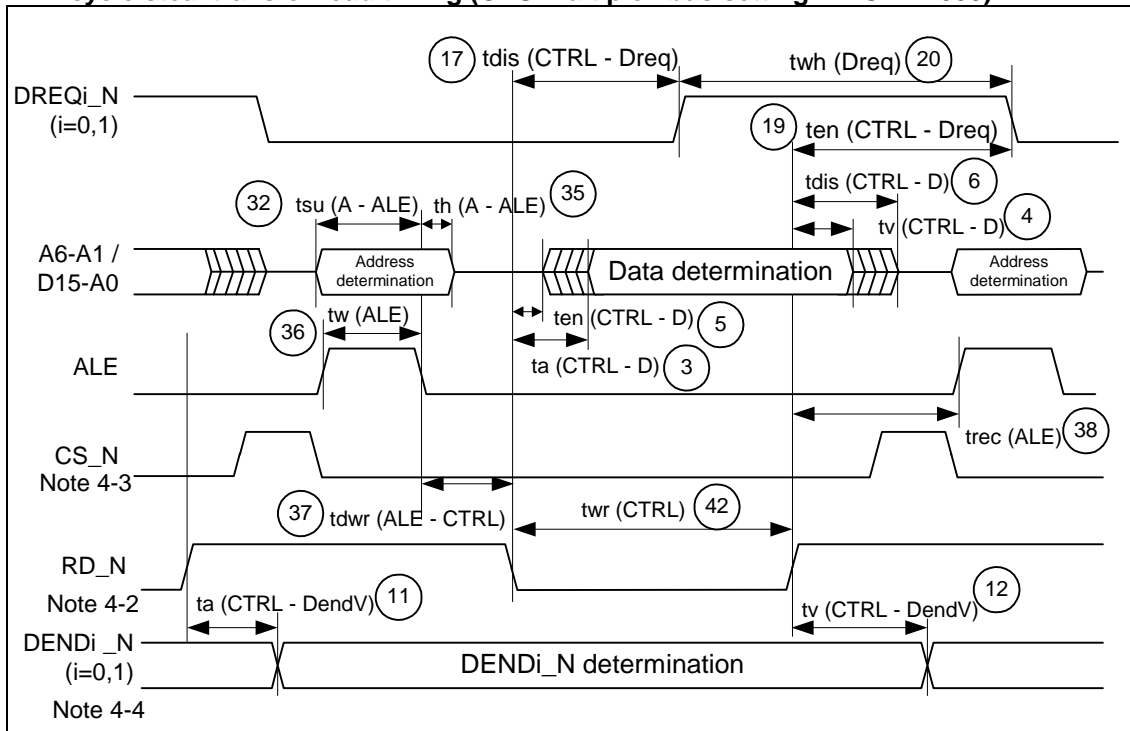 17 tdis (CTRL - Dreq)
twh (Dreq) 20
DREQi_N
(i=0,1)
19 ten (CTRL - Dreq)
tdis (CTRL - D) 6
32 tsu (A - ALE)
th (A - ALE) 35
tv (CTRL - D) 4
A6-A1 /
D15-A0
Address
determination
Data determination
Address
determination
36 tw (ALE)
ten (CTRL - D) 5
ta (CTRL - D) 3
ALE
trec (ALE) 38
CS_N
Note 4-3
37 tdwr (ALE - CTRL)
twr (CTRL) 42
RD_N
Note 4-2
ta (CTRL - DendV) 11
tv (CTRL - DendV) 12
DENDi _N
(i=0,1)
DENDi_N determination
Note 4-4